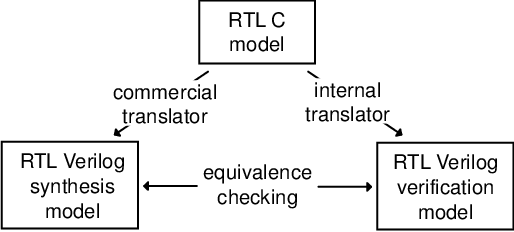 RTL C
model
commercial
translator
internal
translator
RTL Verilog
synthesis
model
equivalence
checking
RTL Verilog
verification
model